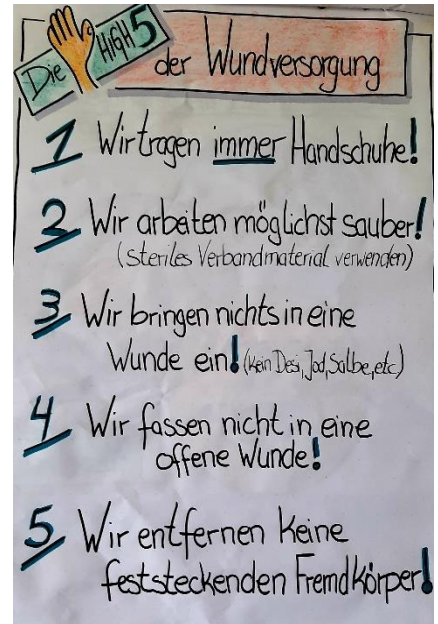 Die HIGH 5
der Wundversorgung
1 Wir tragen immer Handschuhe!
2 Wir arbeiten möglichst sauber!
(steriles Verbandmaterial verwenden)
3 Wir bringen nichts in eine
Wunde ein! (Kein Desi, Jod, Salbe, etc)
4 Wir fassen nicht in eine
offene Wunde!
5 Wir entfernen keine
feststeckenden Fremdkörper!